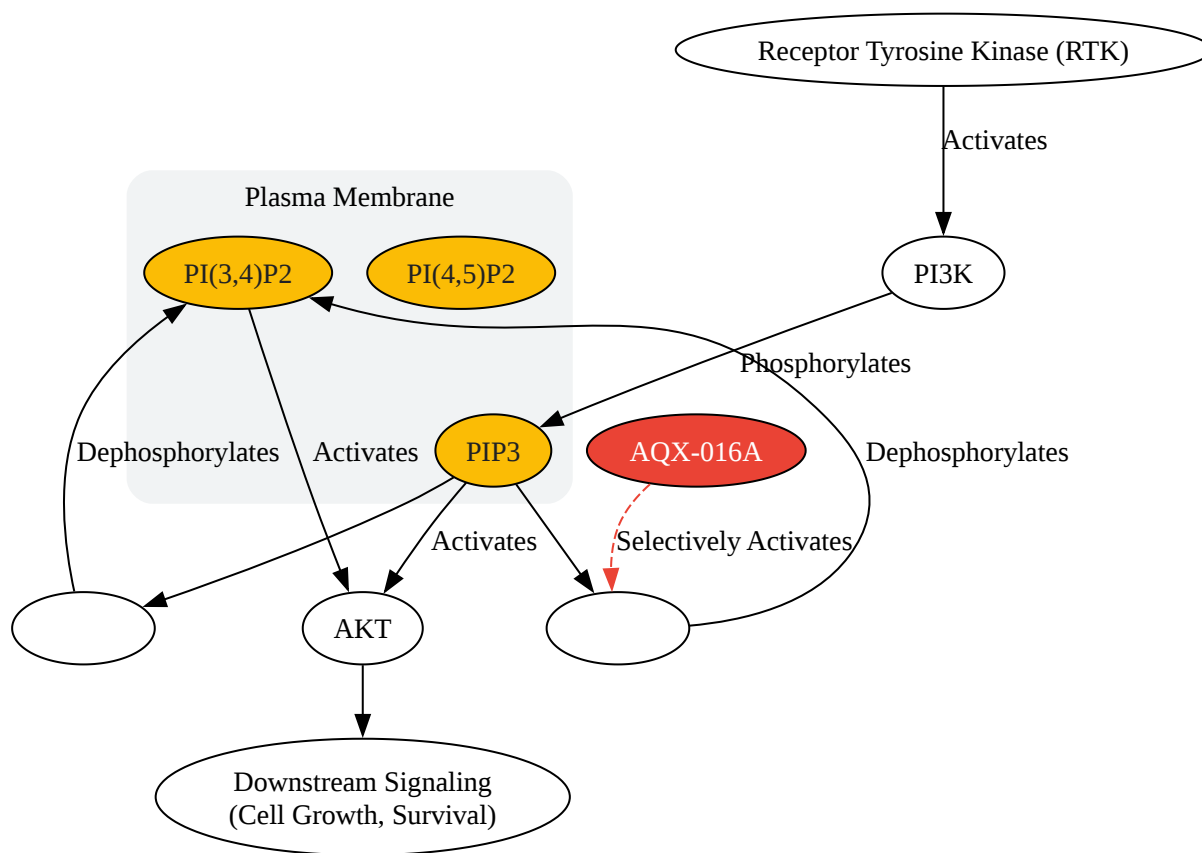 Receptor Tyrosine Kinase (RTK)
Activates
Plasma Membrane
PI(3,4)P2
PI(4,5)P2
PI3K
Phosphorylates
Dephosphorylates
Activates
PIP3
AQX-016A
Dephosphorylates
Activates
Selectively Activates
AKT
Downstream Signaling
(Cell Growth, Survival)